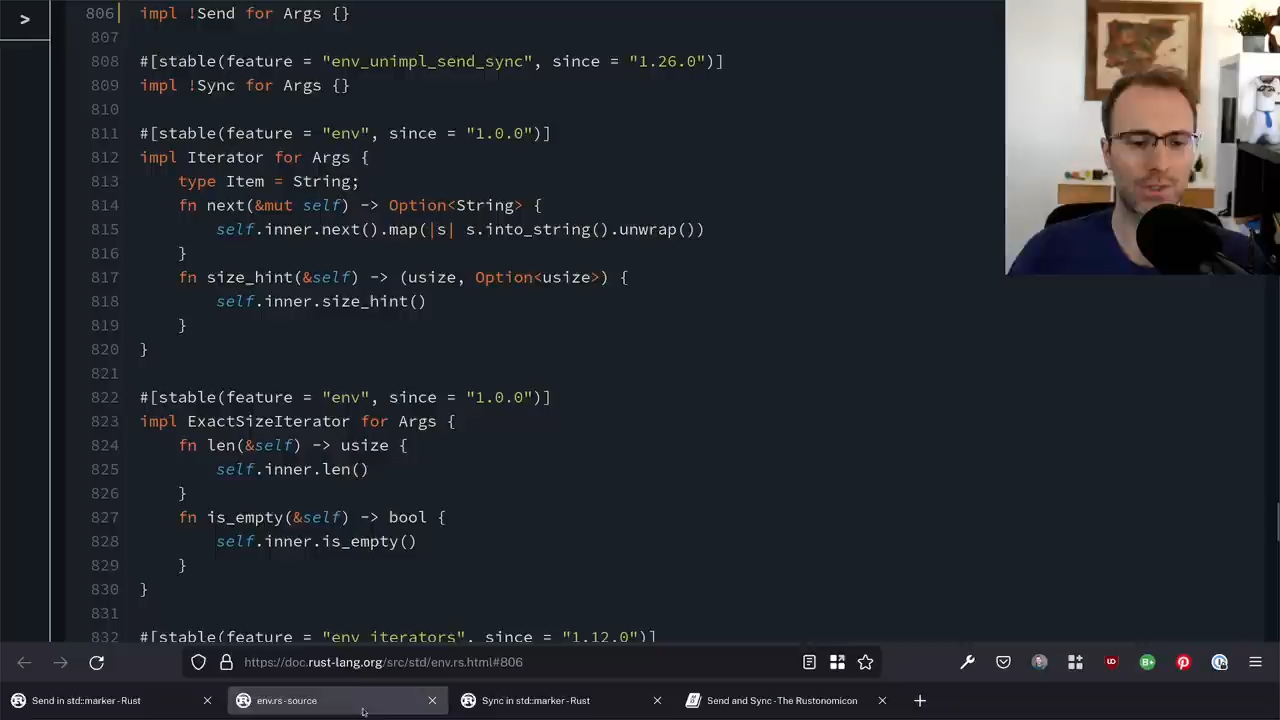 >
806 impl !Send for Args {}
807
808 #[stable(feature = "env_unimpl_send_sync", since = "1.26.0")]
809 impl !Sync for Args {}
810
811 #[stable(feature = "env", since = "1.0.0")]
812 impl Iterator for Args {
813     type Item = String;
814     fn next(&mut self) -> Option<String> {
815         self.inner.next().map(|s| s.into_string().unwrap())
816     }
817     fn size_hint(&self) -> (usize, Option<usize>) {
818         self.inner.size_hint()
819     }
820 }
821
822 #[stable(feature = "env", since = "1.0.0")]
823 impl ExactSizeIterator for Args {
824     fn len(&self) -> usize {
825         self.inner.len()
826     }
827     fn is_empty(&self) -> bool {
828         self.inner.is_empty()
829     }
830 }
831
832 #[stable(feature = "env_iterators", since = "1.12.0")]
https://doc.rust-lang.org/src/std/env.rs.html#806
Send in std::marker - Rust
env.rs - source
Sync in std::marker - Rust
Send and Sync - The Rustonomicon